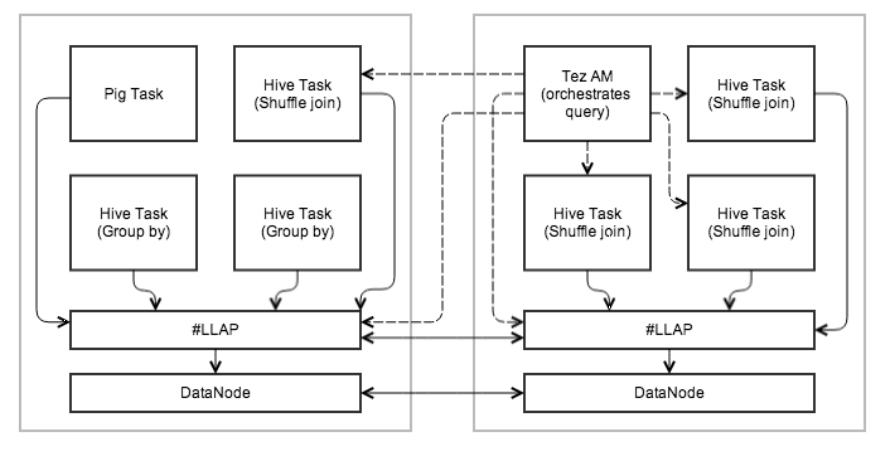 Pig Task
Hive Task
(Shuffle join)
Hive Task
(Group by)
Hive Task
(Group by)
#LLAP
DataNode
Tez AM
(orchestrates
query)
Hive Task
(Shuffle join)
Hive Task
(Shuffle join)
Hive Task
(Shuffle join)
#LLAP
DataNode